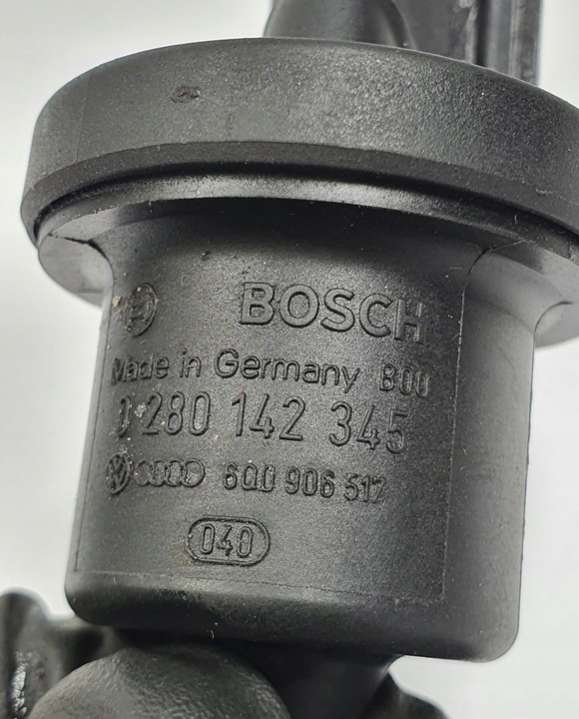 BOSCH
Made in Germany B00
0 280 142 345
6Q0 906 517
040